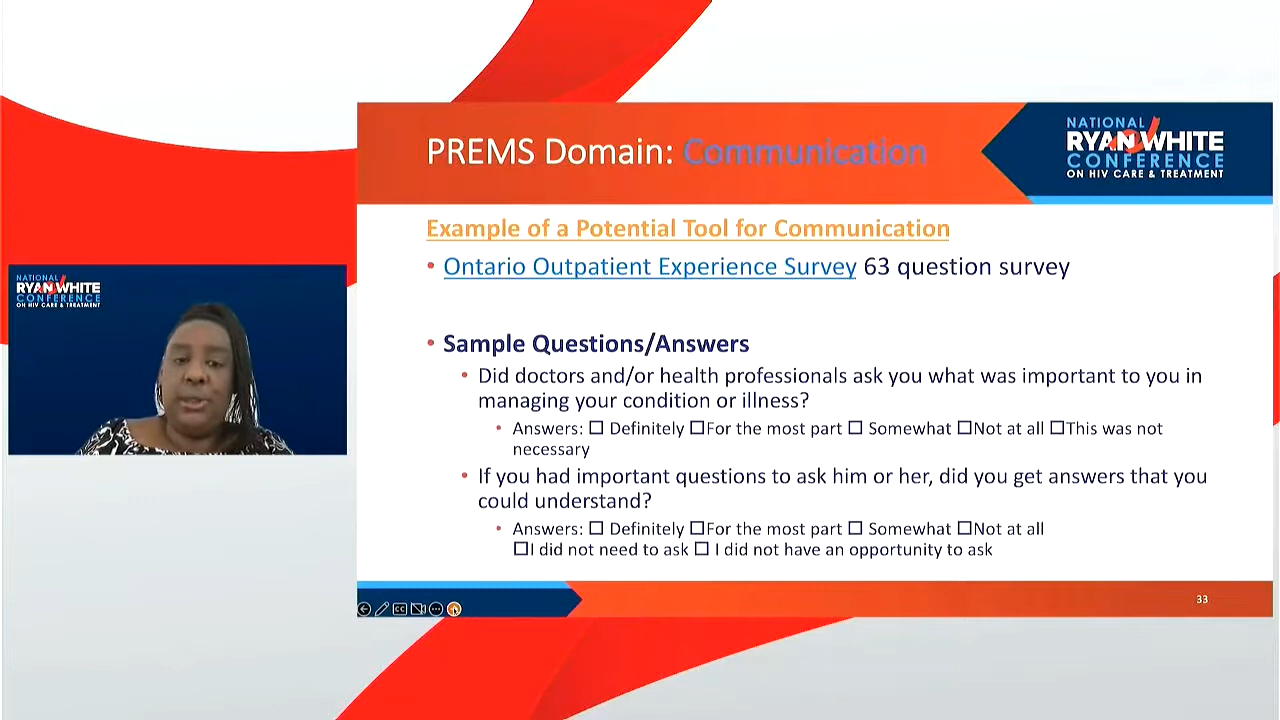 NATIONAL
RYAN WHITE
CONFERENCE
ON HIV CARE & TREATMENT
PREMS Domain: Communication
NATIONAL
RYAN WHITE
CONFERENCE
ON HIV CARE & TREATMENT
Example of a Potential Tool for Communication
• Ontario Outpatient Experience Survey 63 question survey
• Sample Questions/Answers
• Did doctors and/or health professionals ask you what was important to you in
managing your condition or illness?
• Answers: ☐ Definitely ☐For the most part ☐ Somewhat ☐Not at all ☐This was not
necessary
• If you had important questions to ask him or her, did you get answers that you
could understand?
• Answers: ☐ Definitely ☐For the most part ☐ Somewhat ☐Not at all
☐I did not need to ask ☐ I did not have an opportunity to ask
CC
33